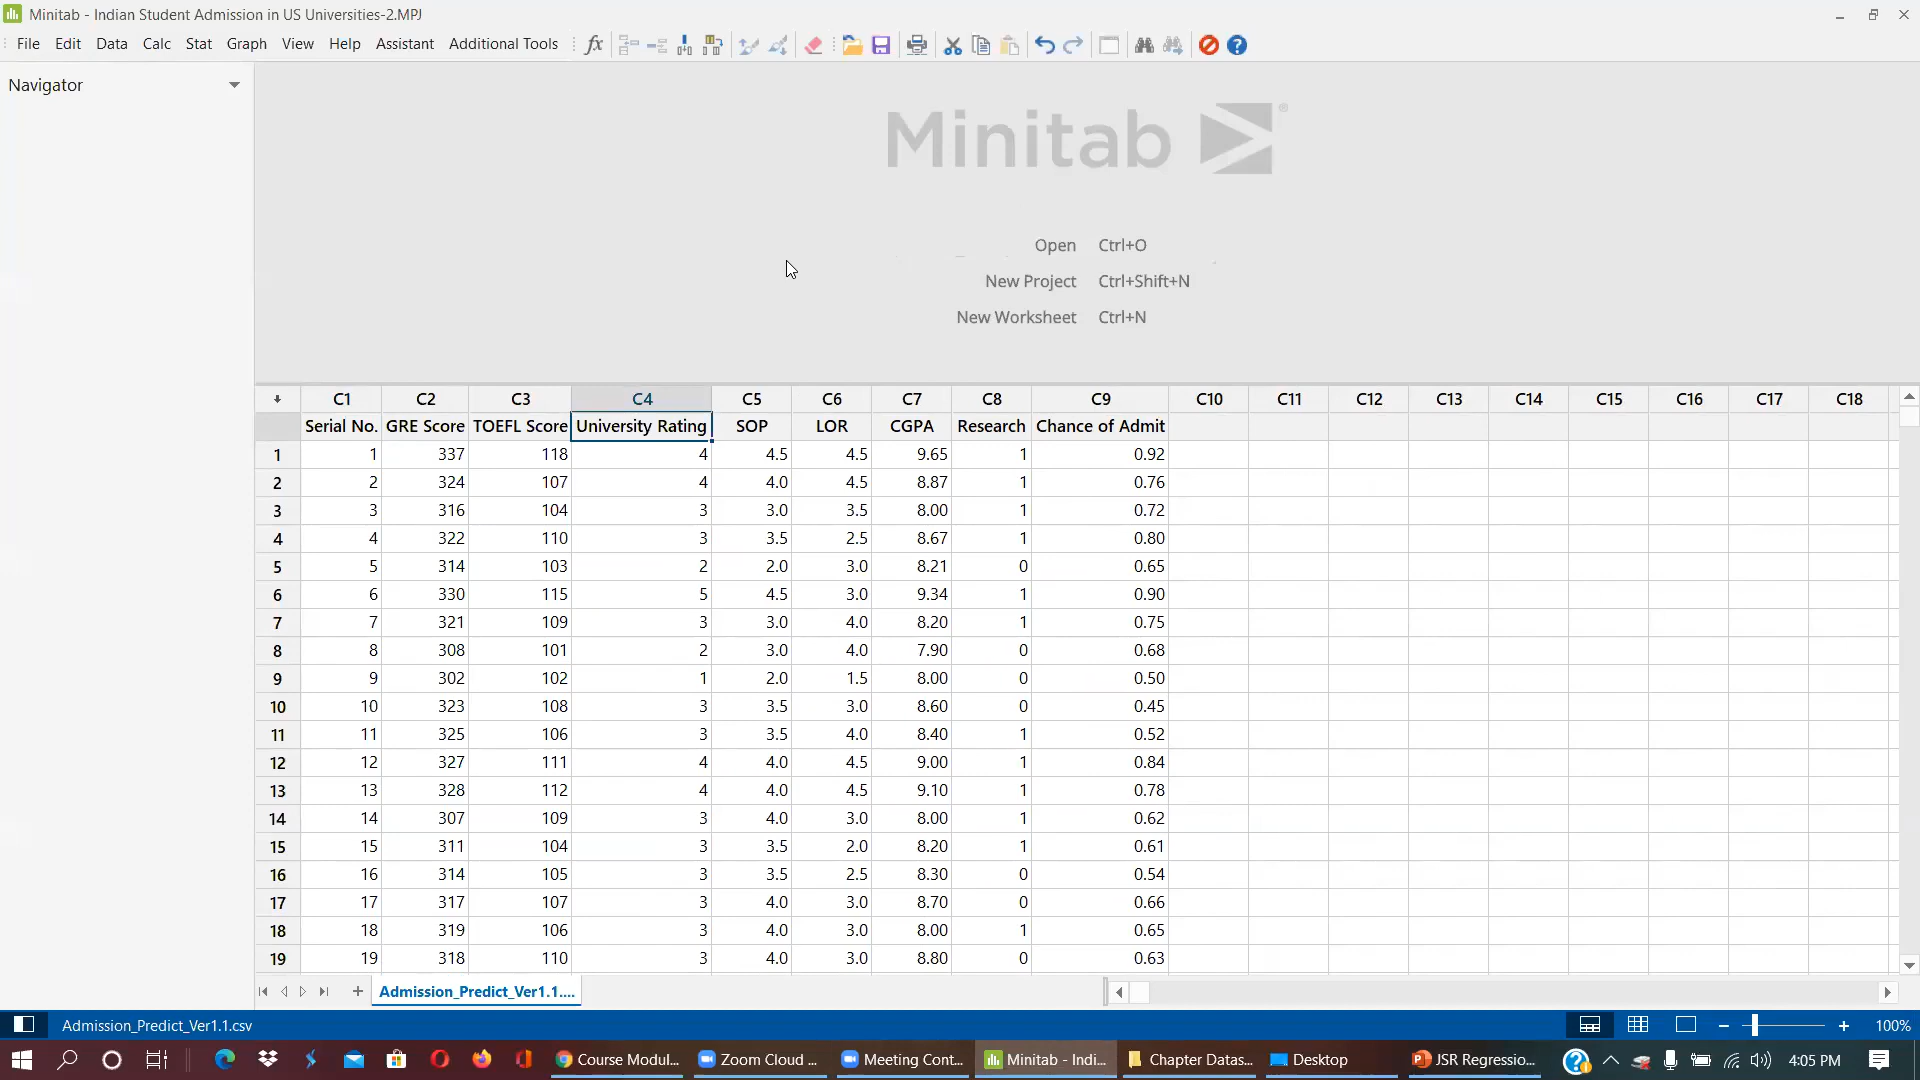 Minitab - Indian Student Admission in US Universities-2.MPJ
File Edit Data Calc Stat Graph View Help Assistant Additional Tools fx
Navigator
Minitab
Open Ctrl+O
New Project Ctrl+Shift+N
New Worksheet Ctrl+N
C1 C2 C3 C4 C5 C6 C7 C8 C9 C10 C11 C12 C13 C14 C15 C16 C17 C18
Serial No. GRE Score TOEFL Score University Rating SOP LOR CGPA Research Chance of Admit
1 1 337 118 4 4.5 4.5 9.65 1 0.92
2 2 324 107 4 4.0 4.5 8.87 1 0.76
3 3 316 104 3 3.0 3.5 8.00 1 0.72
4 4 322 110 3 3.5 2.5 8.67 1 0.80
5 5 314 103 2 2.0 3.0 8.21 0 0.65
6 6 330 115 5 4.5 3.0 9.34 1 0.90
7 7 321 109 3 3.0 4.0 8.20 1 0.75
8 8 308 101 2 3.0 4.0 7.90 0 0.68
9 9 302 102 1 2.0 1.5 8.00 0 0.50
10 10 323 108 3 3.5 3.0 8.60 0 0.45
11 11 325 106 3 3.5 4.0 8.40 1 0.52
12 12 327 111 4 4.0 4.5 9.00 1 0.84
13 13 328 112 4 4.0 4.5 9.10 1 0.78
14 14 307 109 3 4.0 3.0 8.00 1 0.62
15 15 311 104 3 3.5 2.0 8.20 1 0.61
16 16 314 105 3 3.5 2.5 8.30 0 0.54
17 17 317 107 3 4.0 3.0 8.70 0 0.66
18 18 319 106 3 4.0 3.0 8.00 1 0.65
19 19 318 110 3 4.0 3.0 8.80 0 0.63
Admission_Predict_Ver1.1....
Admission_Predict_Ver1.1.csv 100%
Course Modul... Zoom Cloud ... Meeting Cont... Minitab - Indi... Chapter Datas... Desktop JSR Regressio... 4:05 PM